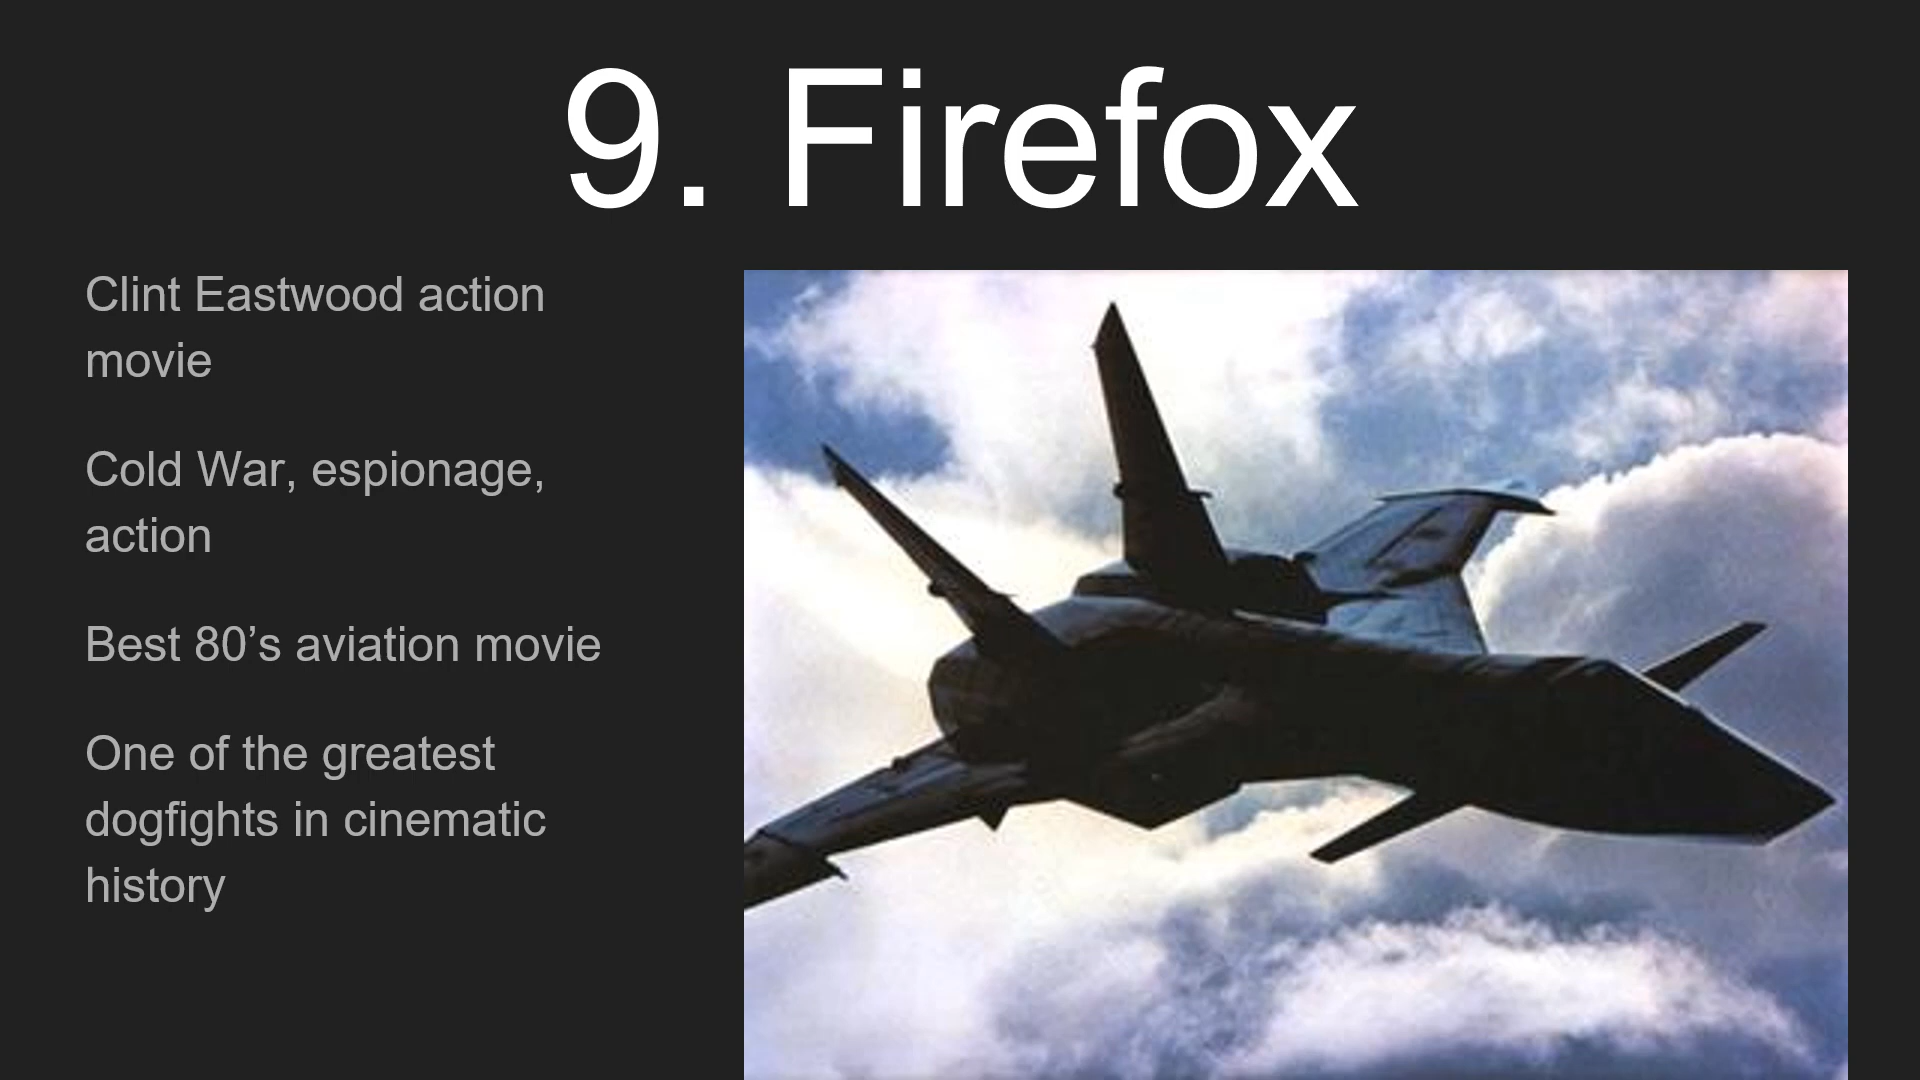 9. Firefox
Clint Eastwood action
movie
Cold War, espionage,
action
Best 80’s aviation movie
One of the greatest
dogfights in cinematic
history